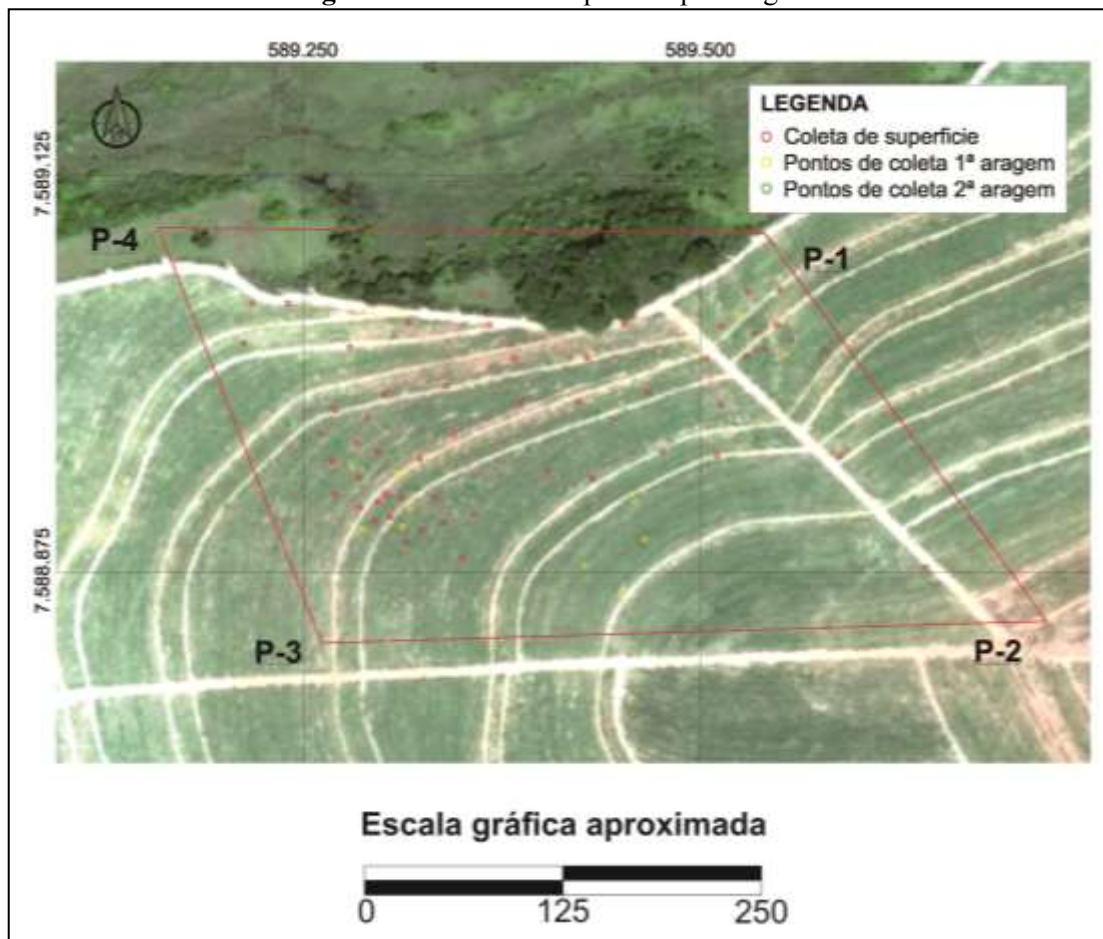 589.250
589.500
LEGENDA
Coleta de superficie
Pontos de coleta 1ª aragem
Pontos de coleta 2ª aragem
7.589.125
P-4
P-1
7.588.875
P-3
P-2
Escala gráfica aproximada
0 125 250